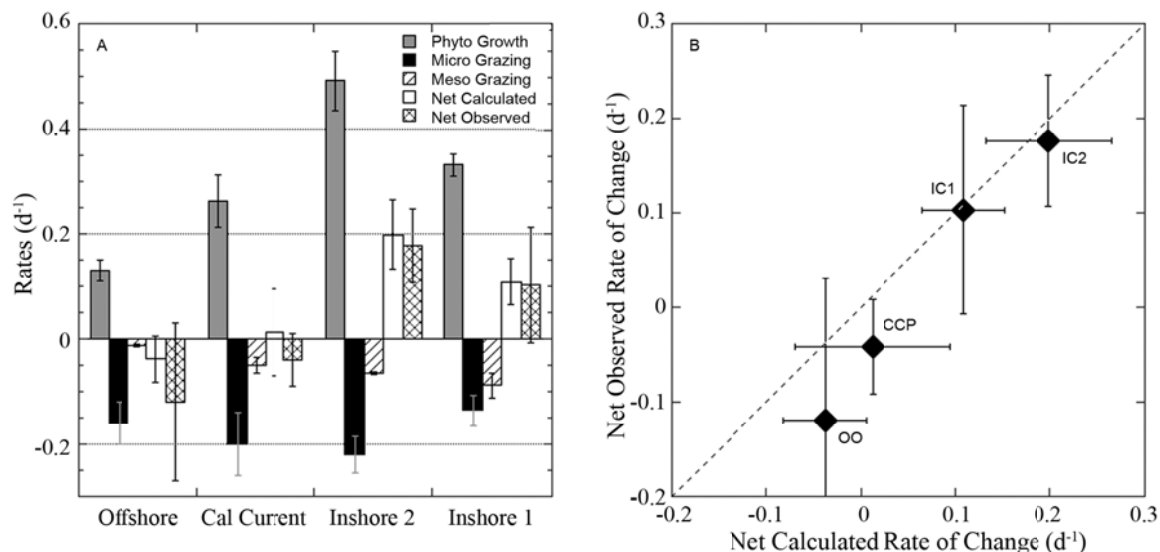 A
Phyto Growth
Micro Grazing
Meso Grazing
Net Calculated
Net Observed
0.6
0.4
0.2
0
-0.2
Rates (d-1)
Offshore Cal Current Inshore 2 Inshore 1
B
0.3
0.2
0.1
0
-0.1
-0.2
Net Observed Rate of Change (d-1)
IC2
IC1
CCP
OO
-0.2 -0.1 0 0.1 0.2 0.3
Net Calculated Rate of Change (d-1)